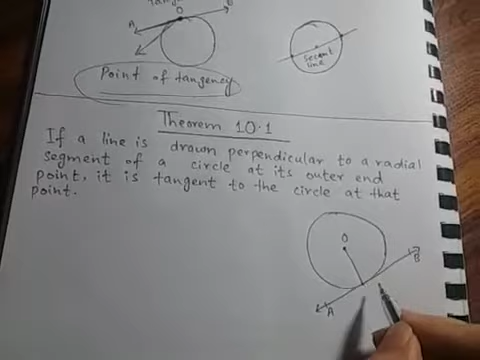 O
A
B
secant
line
Point of tangency
Theorem 10.1
If a line is drawn perpendicular to a radial
segment of a circle at its outer end
point, it is tangent to the circle at that
point.
O
B
A